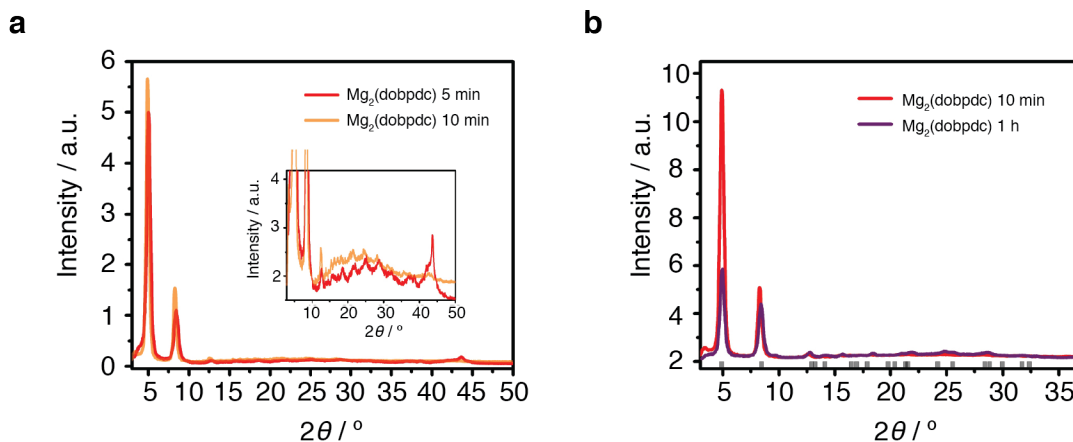 a
Intensity / a.u.
6
5
4
3
2
1
0
Mg₂(dobpdc) 5 min
Mg₂(dobpdc) 10 min
Intensity / a.u.
4
3
2
10 20 30 40 50
2θ / º
5 10 15 20 25 30 35 40 45 50
2θ / º
b
Intensity / a.u.
10
10
8
6
4
2
Mg₂(dobpdc) 10 min
Mg₂(dobpdc) 1 h
5 10 15 20 25 30 35
2θ / º